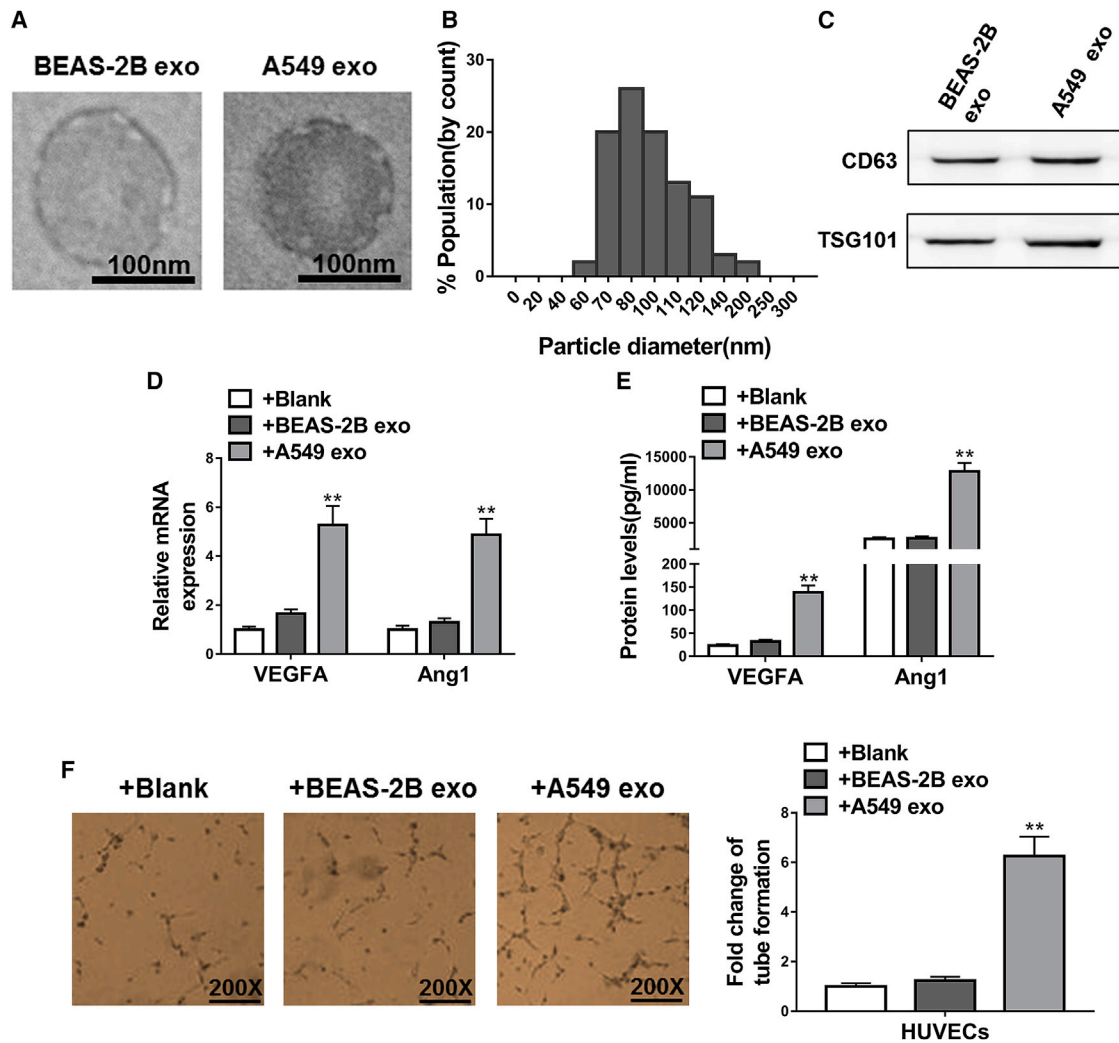 A
BEAS-2B exo
A549 exo
100nm
100nm
B
% Population(by count)
30
20
10
0
0
20
40
60
70
80
100
110
120
140
200
250
300
Particle diameter(nm)
C
BEAS-2B
exo
A549 exo
CD63
TSG101
D
+Blank
+BEAS-2B exo
+A549 exo
Relative mRNA
expression
8
6
4
2
0
**
**
VEGFA
Ang1
E
+Blank
+BEAS-2B exo
+A549 exo
Protein levels(pg/ml)
15000
10000
5000
200
150
100
50
0
**
**
VEGFA
Ang1
F
+Blank
+BEAS-2B exo
+A549 exo
200X
200X
200X
+Blank
+BEAS-2B exo
+A549 exo
Fold change of
tube formation
8
6
4
2
0
**
HUVECs